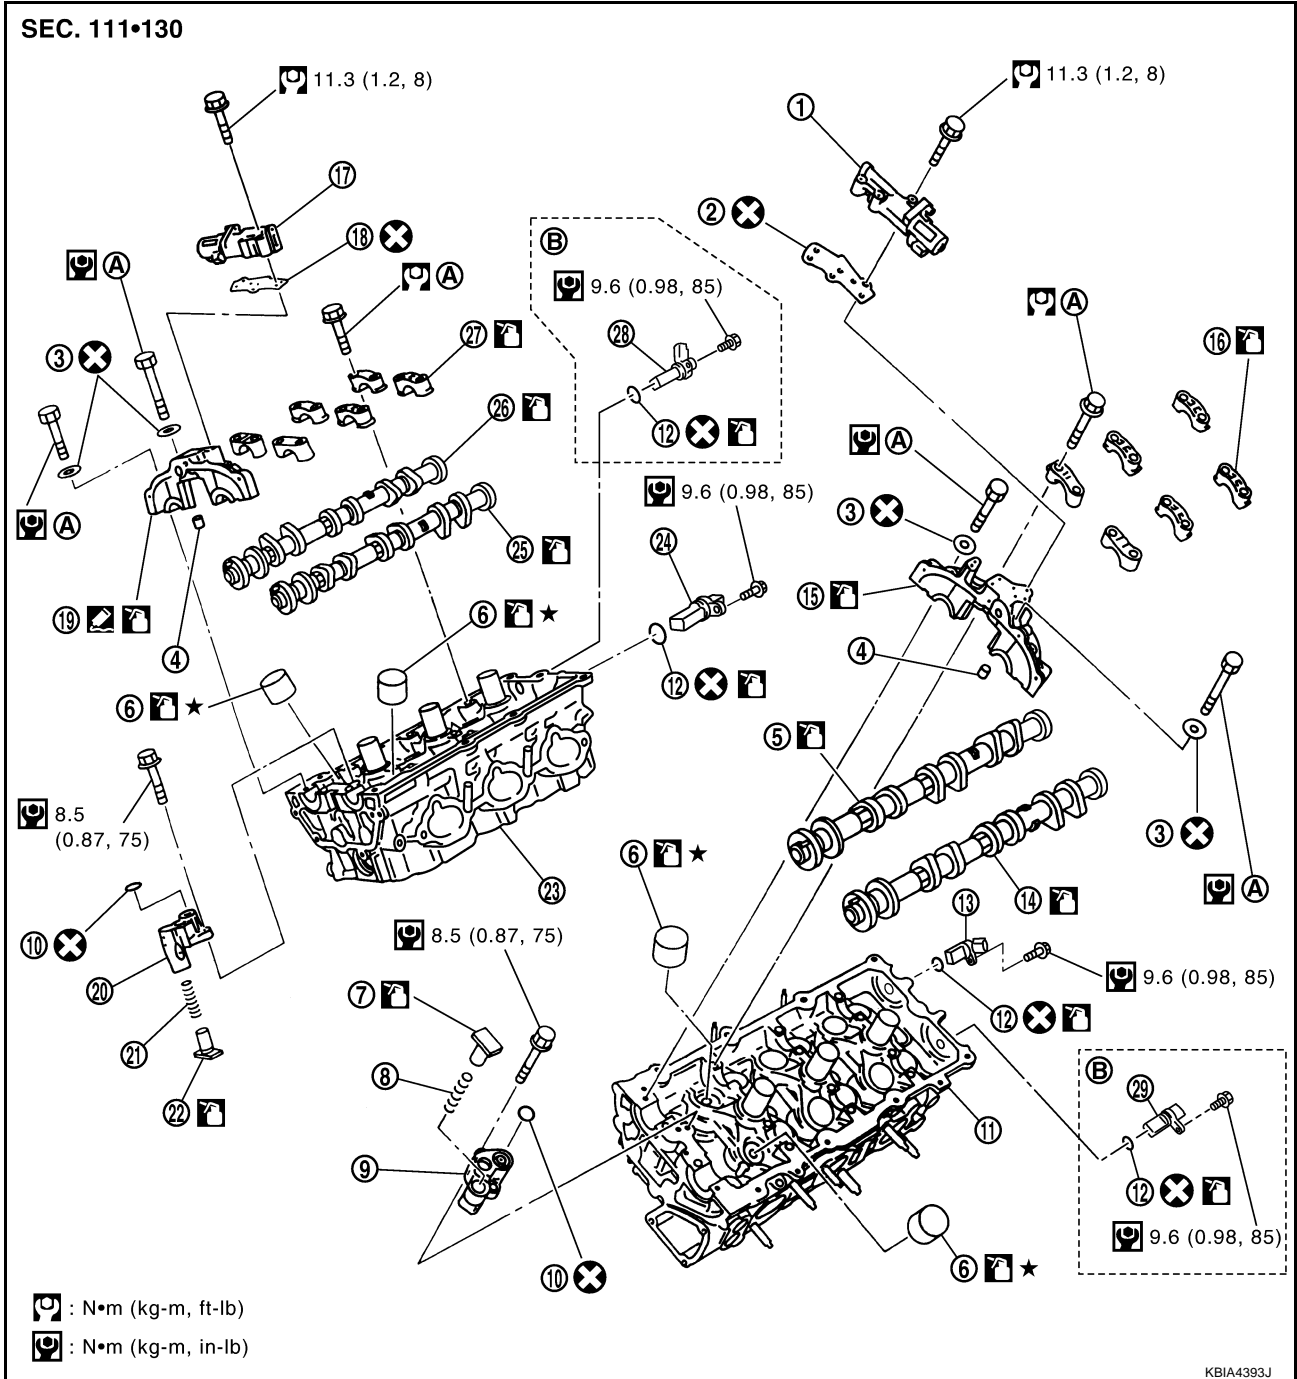 SEC. 111•130
11.3 (1.2, 8)
11.3 (1.2, 8)
1
17
2
B
18
A
A
9.6 (0.98, 85)
A
3
27
28
16
26
12
A
9.6 (0.98, 85)
3
A
24
25
15
19
6 ★
4
4
12
6 ★
5
8.5
(0.87, 75)
3
6 ★
23
14
13
A
10
8.5 (0.87, 75)
20
7
9.6 (0.98, 85)
12
21
8
B
29
22
11
9
12
9.6 (0.98, 85)
10
6 ★
: N•m (kg-m, ft-lb)
: N•m (kg-m, in-lb)
KBIA4393J